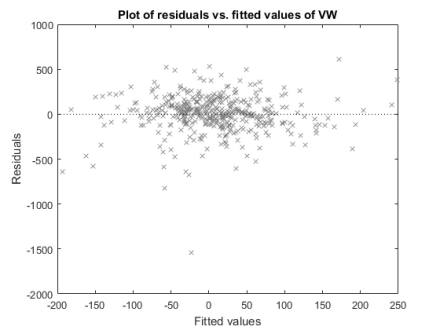 Plot of residuals vs. fitted values of VW
1000
500
0
-500
-1000
-1500
-2000
Residuals
-200 -150 -100 -50 0 50 100 150 200 250
Fitted values